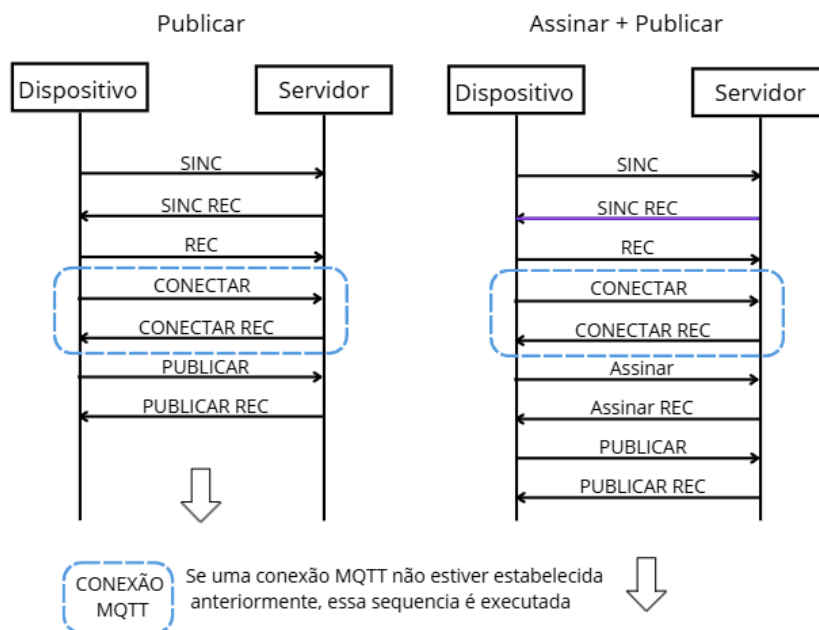 Publicar
Dispositivo
Servidor
SINC
SINC REC
REC
CONECTAR
CONECTAR REC
PUBLICAR
PUBLICAR REC
Assinar + Publicar
Dispositivo
Servidor
SINC
SINC REC
REC
CONECTAR
CONECTAR REC
Assinar
Assinar REC
PUBLICAR
PUBLICAR REC
CONEXÃO
MQTT
Se uma conexão MQTT não estiver estabelecida
anteriormente, essa sequencia é executada